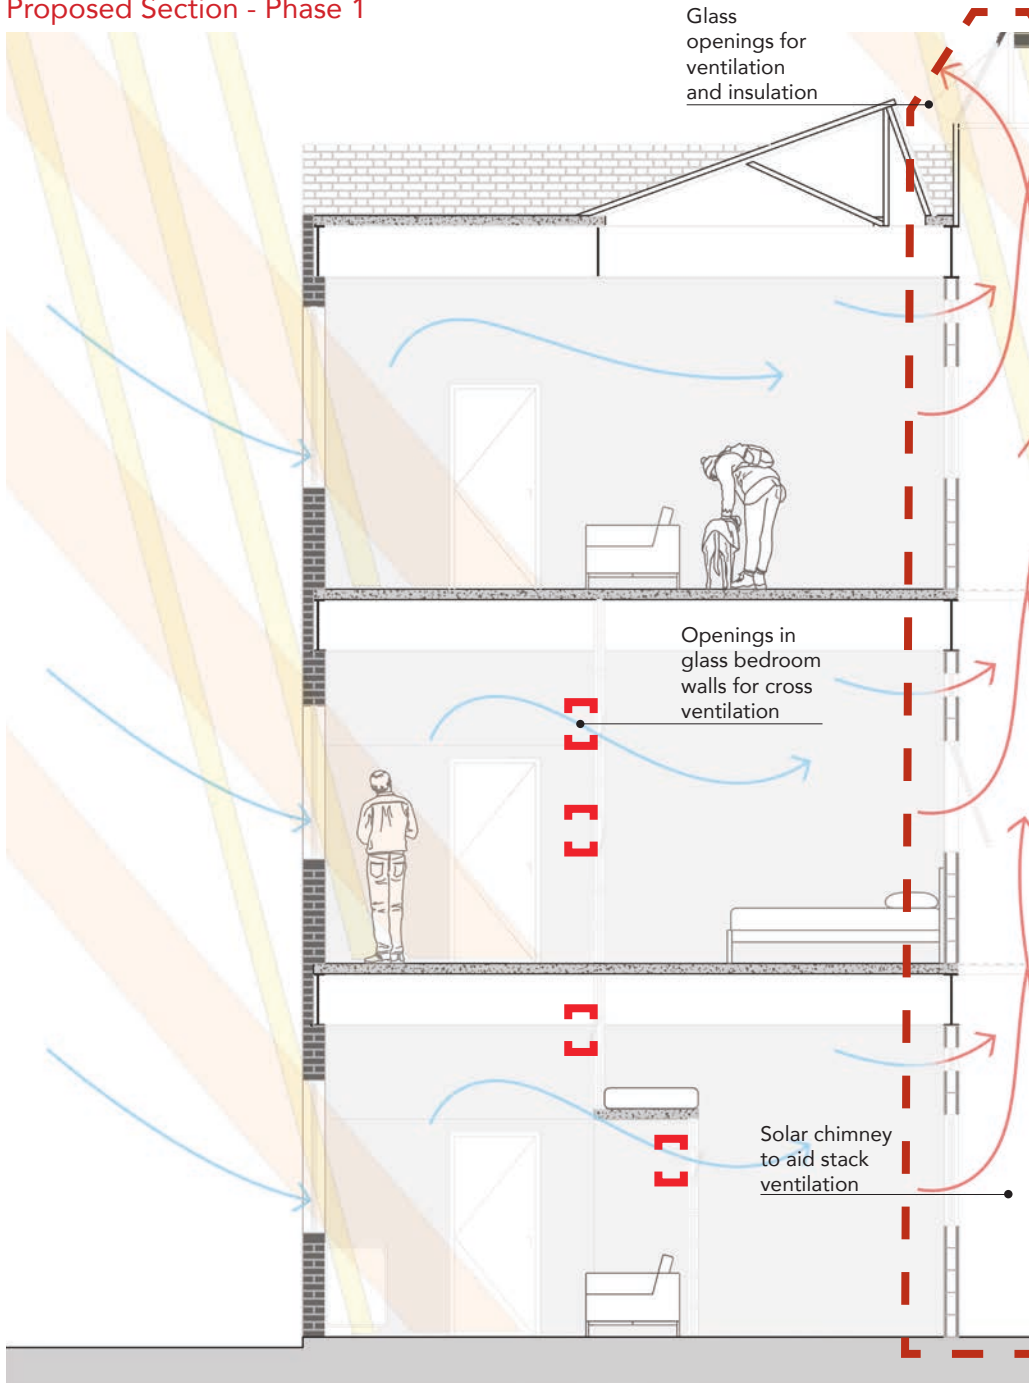 Proposed Section - Phase 1
Glass
openings for
ventilation
and insulation
Openings in
glass bedroom
walls for cross
ventilation
Solar chimney
to aid stack
ventilation